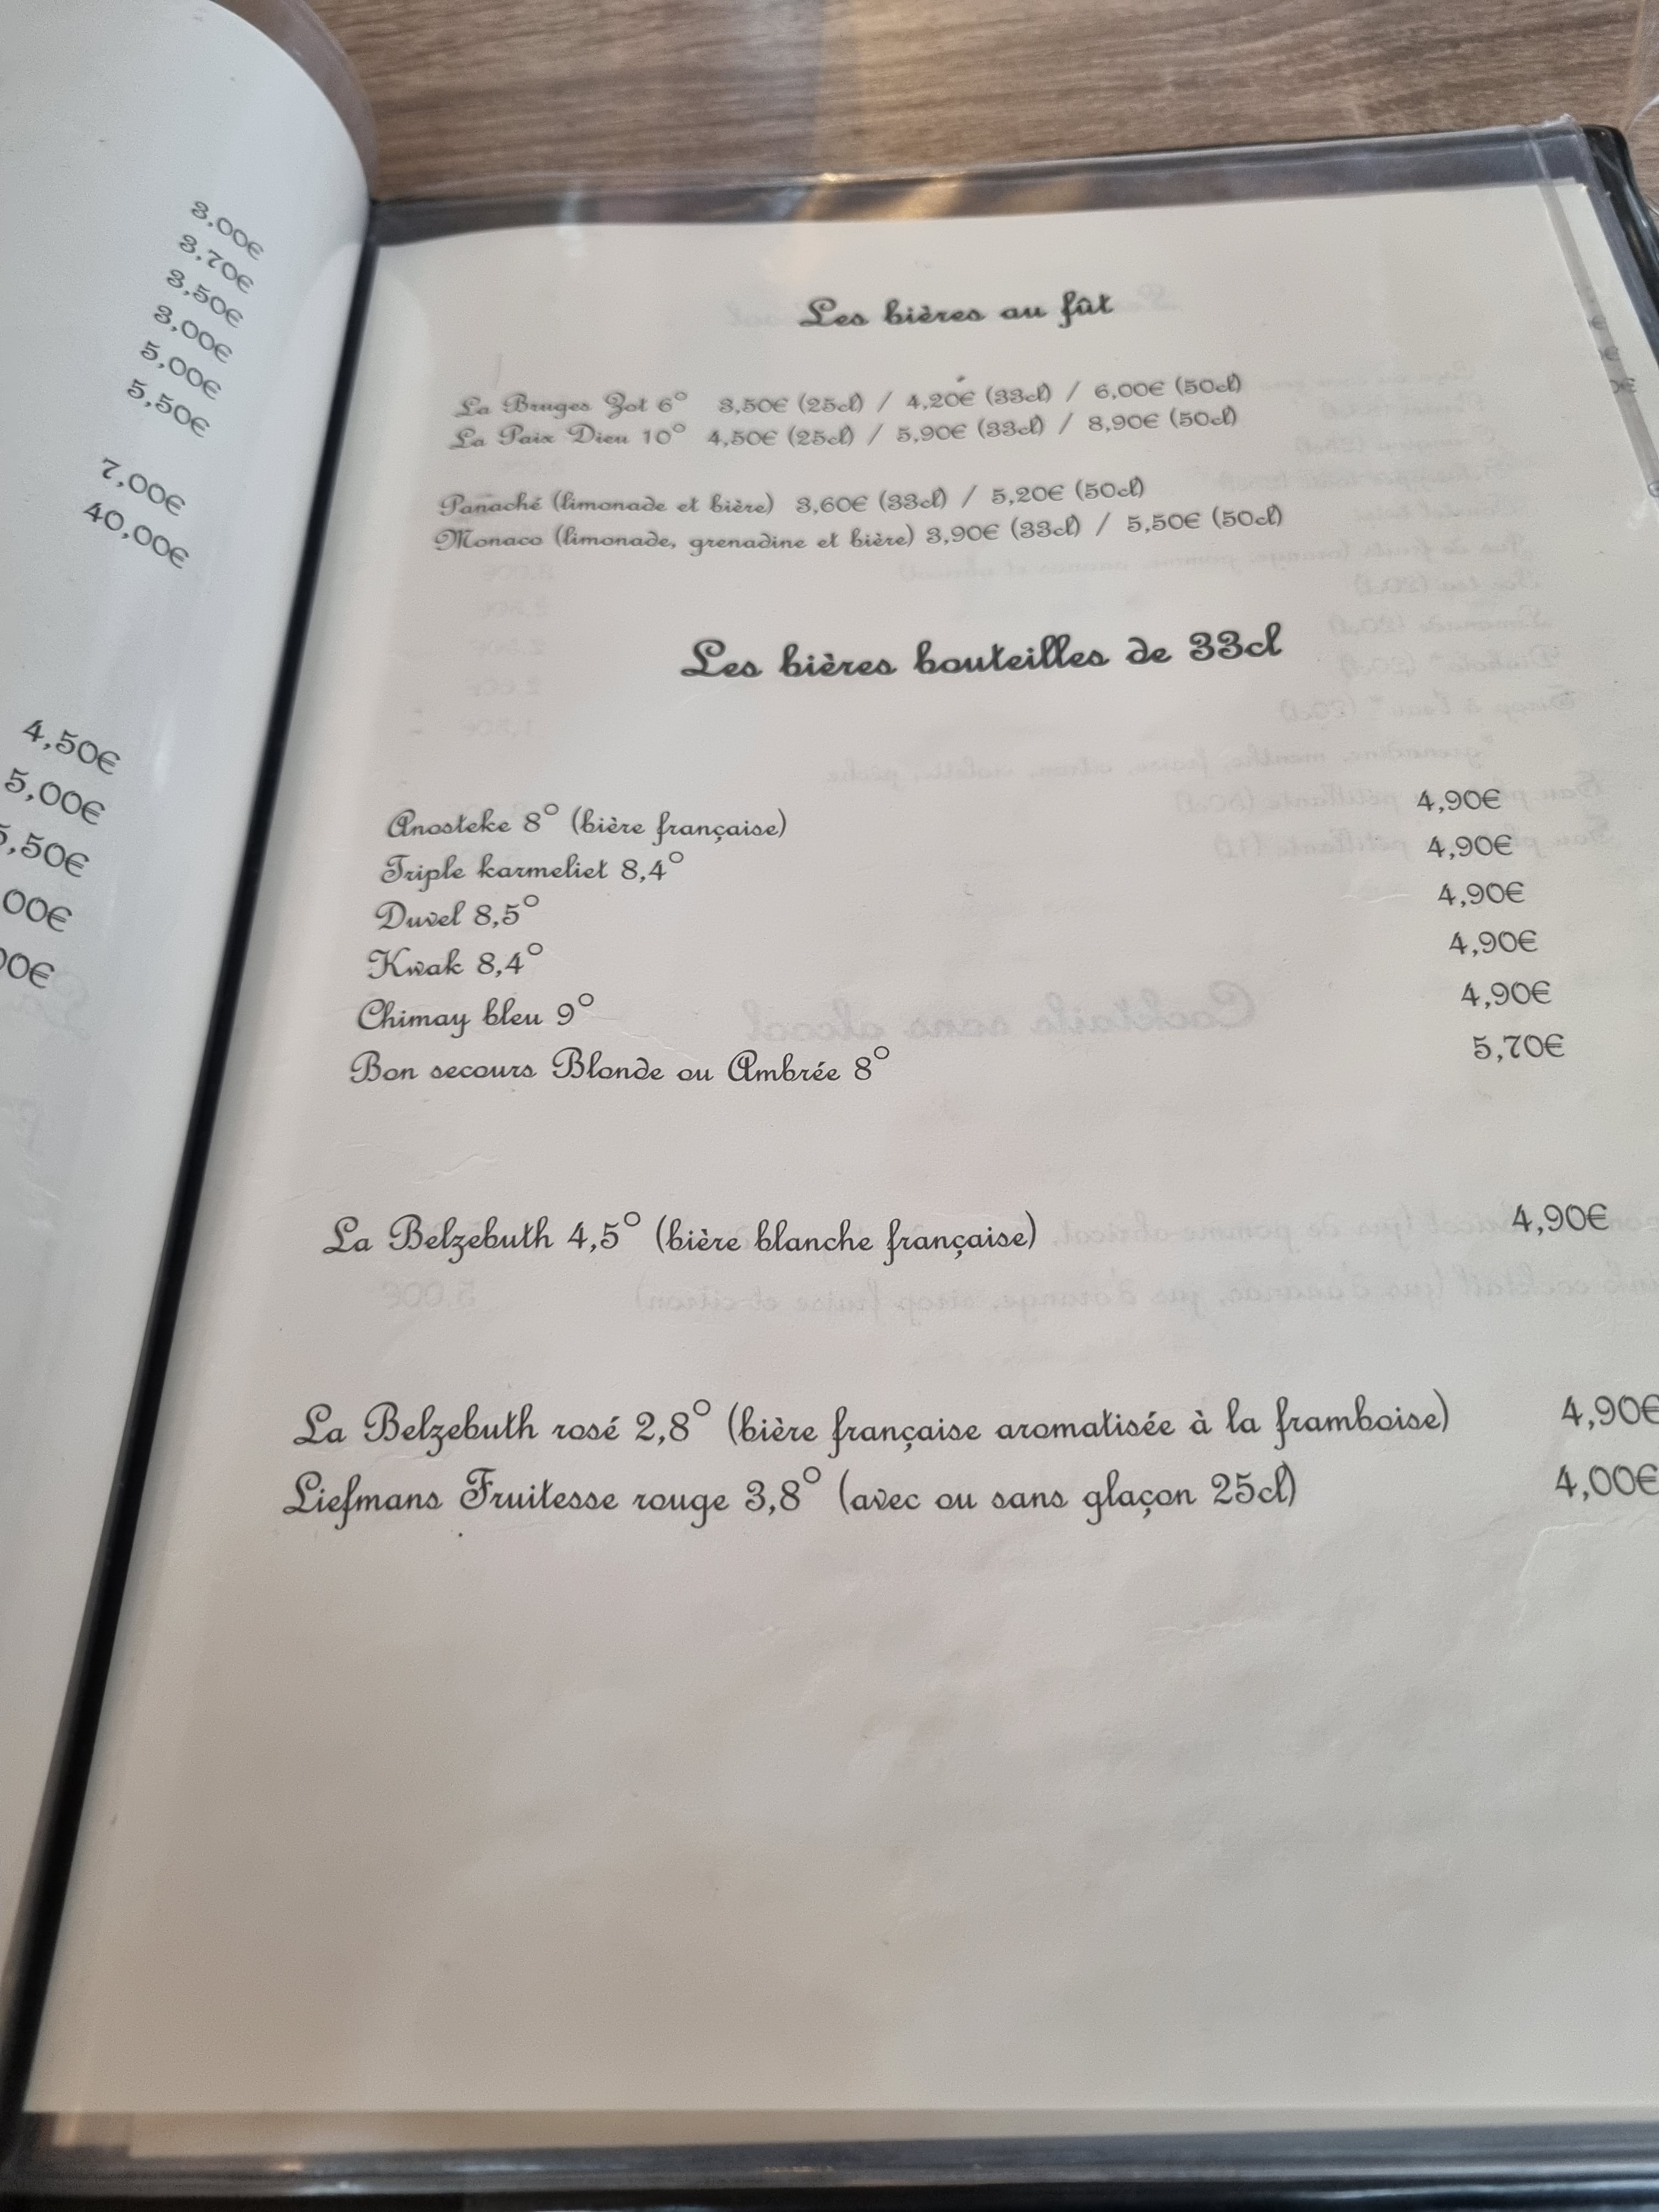 3,00€
3,70€
3,50€
3,00€
5,00€
5,50€
7,00€
40,00€
4,50€
5,00€
5,50€
00€
00€
Les bières au fût
La Bruges Zot 6° 3,50€ (25cl) / 4,20€ (33cl) / 6,00€ (50cl)
La Paix Dieu 10° 4,50€ (25cl) / 5,90€ (33cl) / 8,90€ (50cl)
Panaché (limonade et bière) 3,60€ (33cl) / 5,20€ (50cl)
Monaco (limonade, grenadine et bière) 3,90€ (33cl) / 5,50€ (50cl)
Les bières bouteilles de 33cl
Anosteke 8° (bière française) 4,90€
Triple karmeliet 8,4° 4,90€
Duvel 8,5° 4,90€
Kwak 8,4° 4,90€
Chimay bleu 9° 4,90€
Bon secours Blonde ou Ambrée 8° 5,70€
La Belzebuth 4,5° (bière blanche française) 4,90€
La Belzebuth rosé 2,8° (bière française aromatisée à la framboise) 4,90€
Liefmans Fruitesse rouge 3,8° (avec ou sans glaçon 25cl) 4,00€